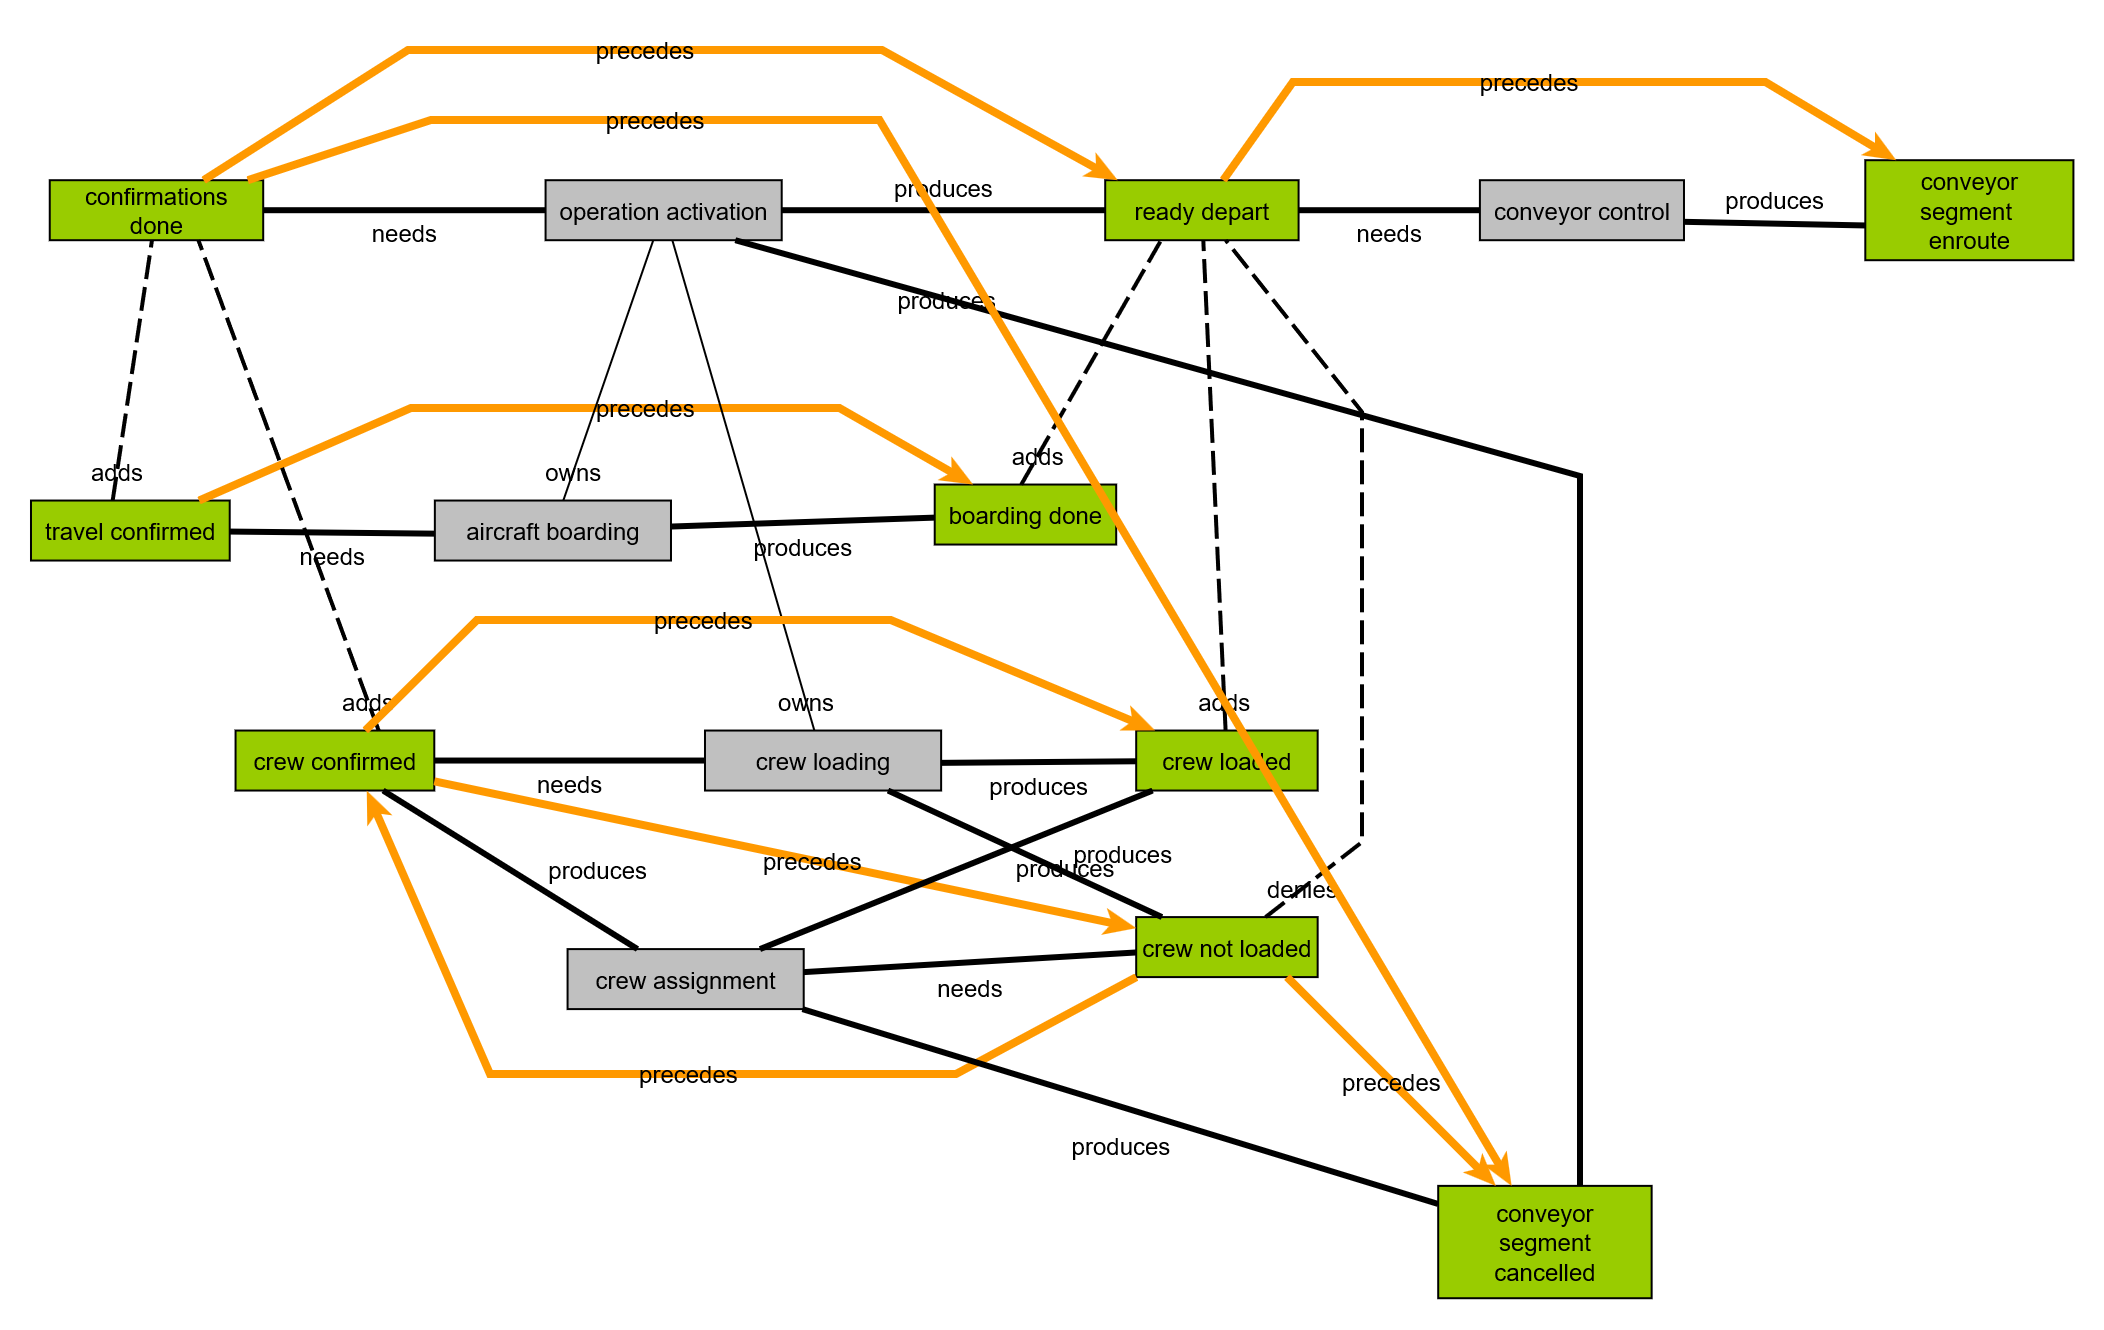 precedes
precedes
precedes
confirmations
done
needs
operation activation
produces
ready depart
needs
conveyor control
produces
conveyor
segment
enroute
produces
precedes
adds
owns
adds
travel confirmed
needs
aircraft boarding
produces
boarding done
precedes
adds
owns
adds
crew confirmed
needs
crew loading
produces
crew loaded
produces
precedes
produces
produces
denies
crew assignment
needs
crew not loaded
precedes
precedes
produces
conveyor
segment
cancelled